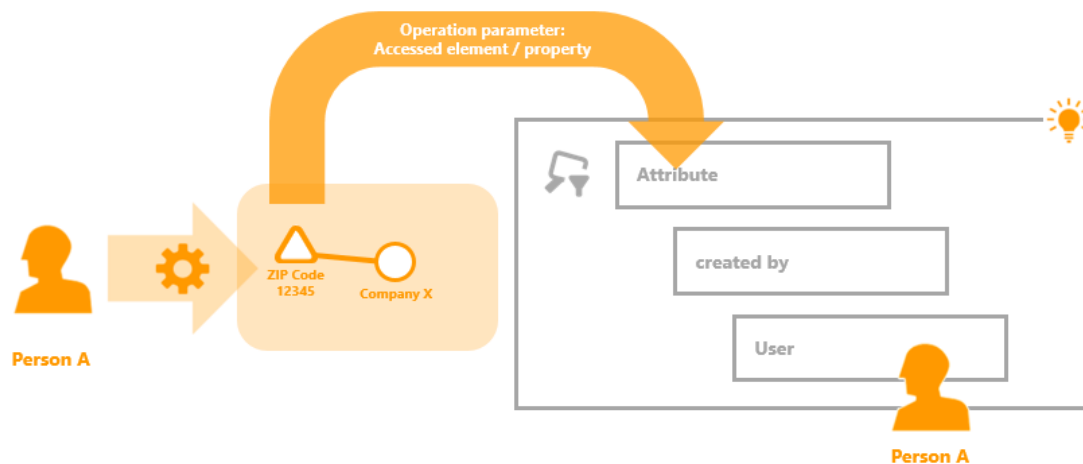 Operation parameter:
Accessed element / property
Attribute
created by
ZIP Code
12345
Company X
User
Person A
Person A